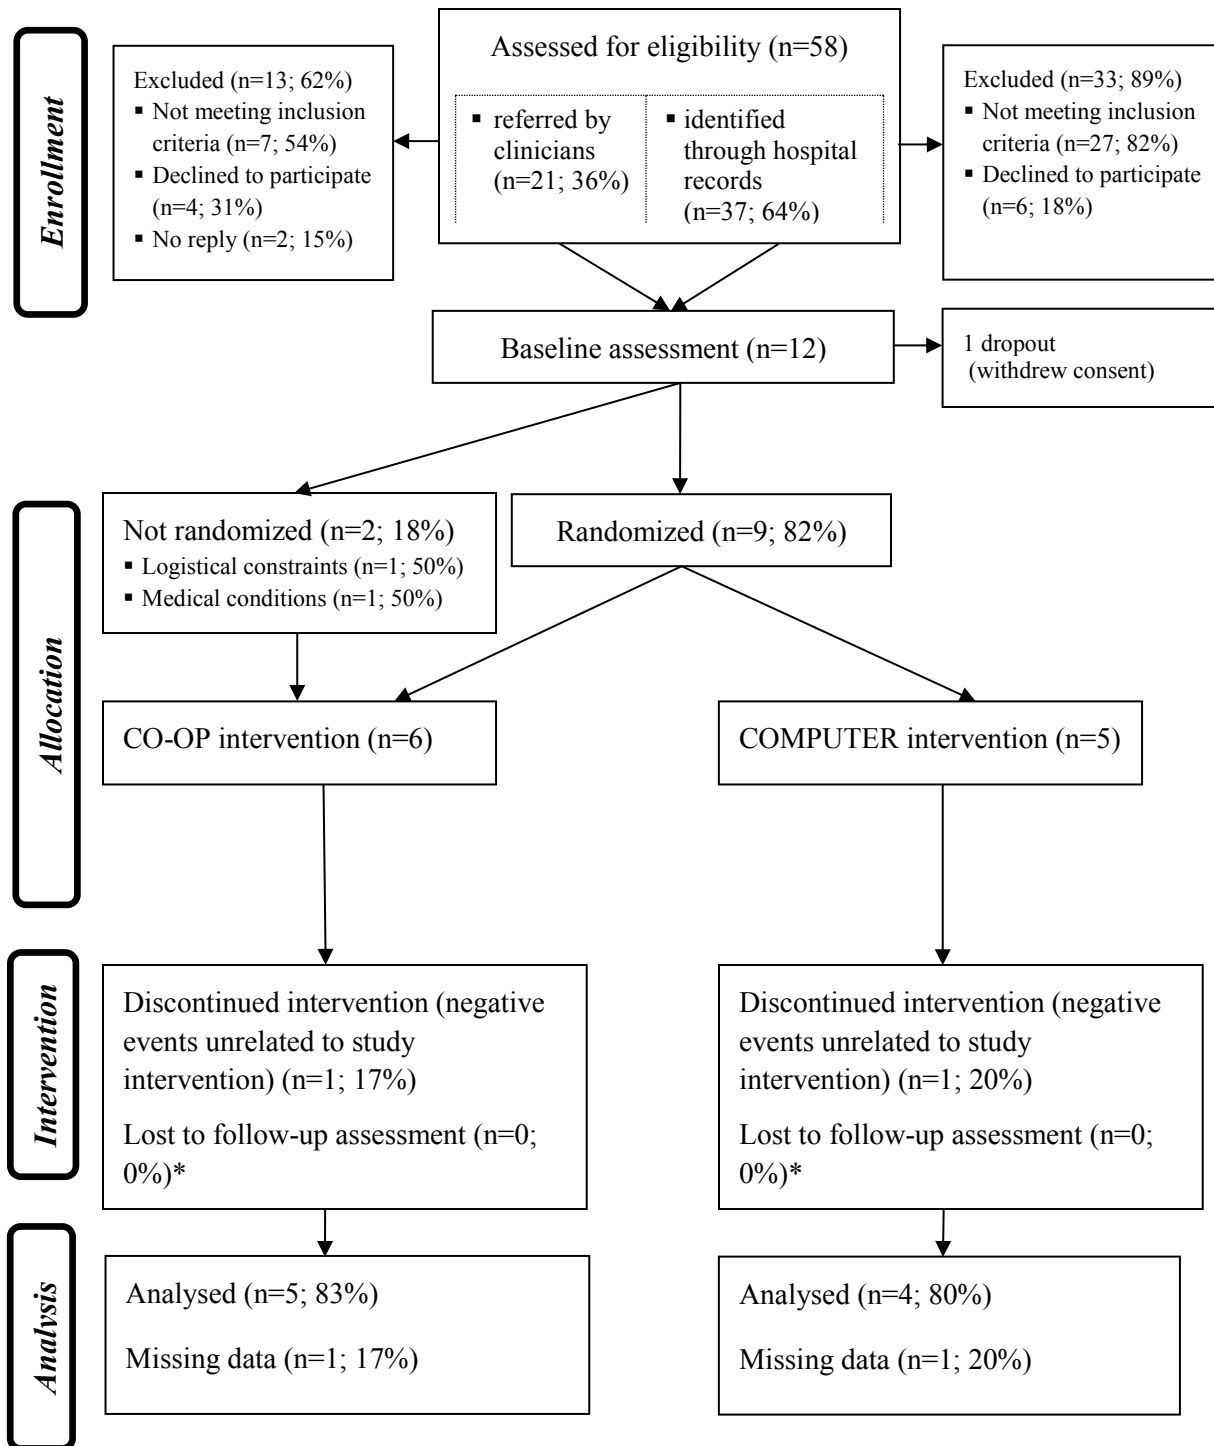 Enrollment
Assessed for eligibility (n=58)
▪ referred by
clinicians
(n=21; 36%)
▪ identified
through hospital
records
(n=37; 64%)
Excluded (n=13; 62%)
▪ Not meeting inclusion
criteria (n=7; 54%)
▪ Declined to participate
(n=4; 31%)
▪ No reply (n=2; 15%)
Excluded (n=33; 89%)
▪ Not meeting inclusion
criteria (n=27; 82%)
▪ Declined to participate
(n=6; 18%)
Baseline assessment (n=12)
1 dropout
(withdrew consent)
Allocation
Not randomized (n=2; 18%)
▪ Logistical constraints (n=1; 50%)
▪ Medical conditions (n=1; 50%)
Randomized (n=9; 82%)
CO-OP intervention (n=6)
COMPUTER intervention (n=5)
Intervention
Discontinued intervention (negative
events unrelated to study
intervention) (n=1; 17%)
Lost to follow-up assessment (n=0;
0%)*
Discontinued intervention (negative
events unrelated to study
intervention) (n=1; 20%)
Lost to follow-up assessment (n=0;
0%)*
Analysis
Analysed (n=5; 83%)
Missing data (n=1; 17%)
Analysed (n=4; 80%)
Missing data (n=1; 20%)